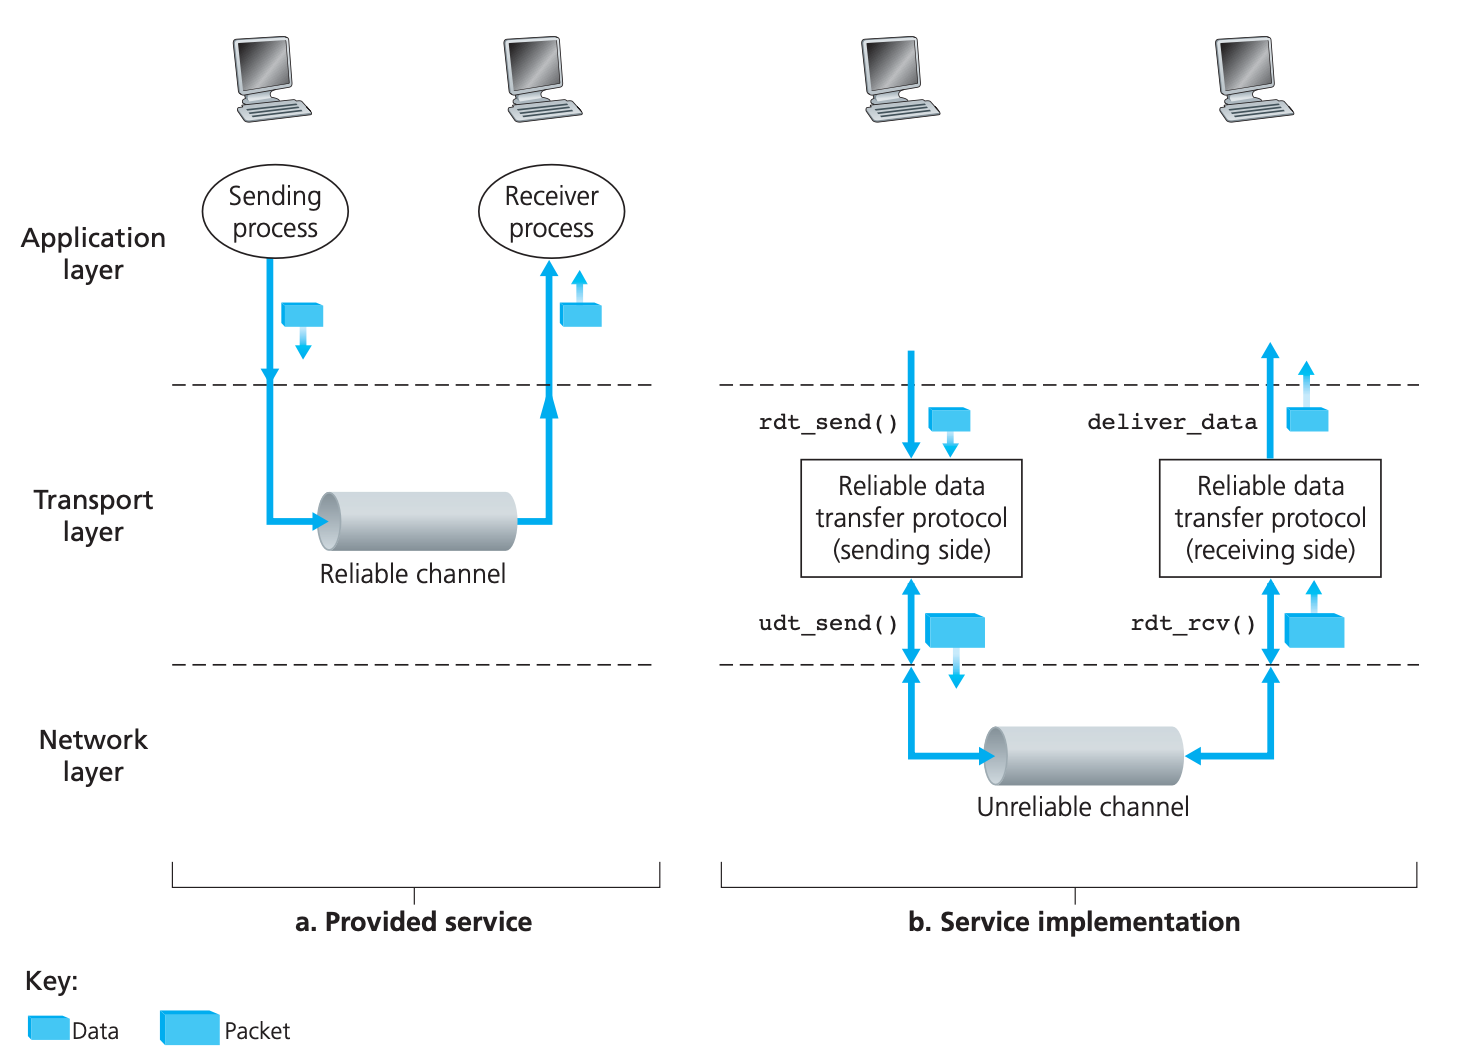 Sending
process
Receiver
process
Application
layer
rdt_send()
deliver_data
Reliable data
transfer protocol
(sending side)
Reliable data
transfer protocol
(receiving side)
Transport
layer
Reliable channel
udt_send()
rdt_rcv()
Network
layer
Unreliable channel
a. Provided service
b. Service implementation
Key:
Data
Packet